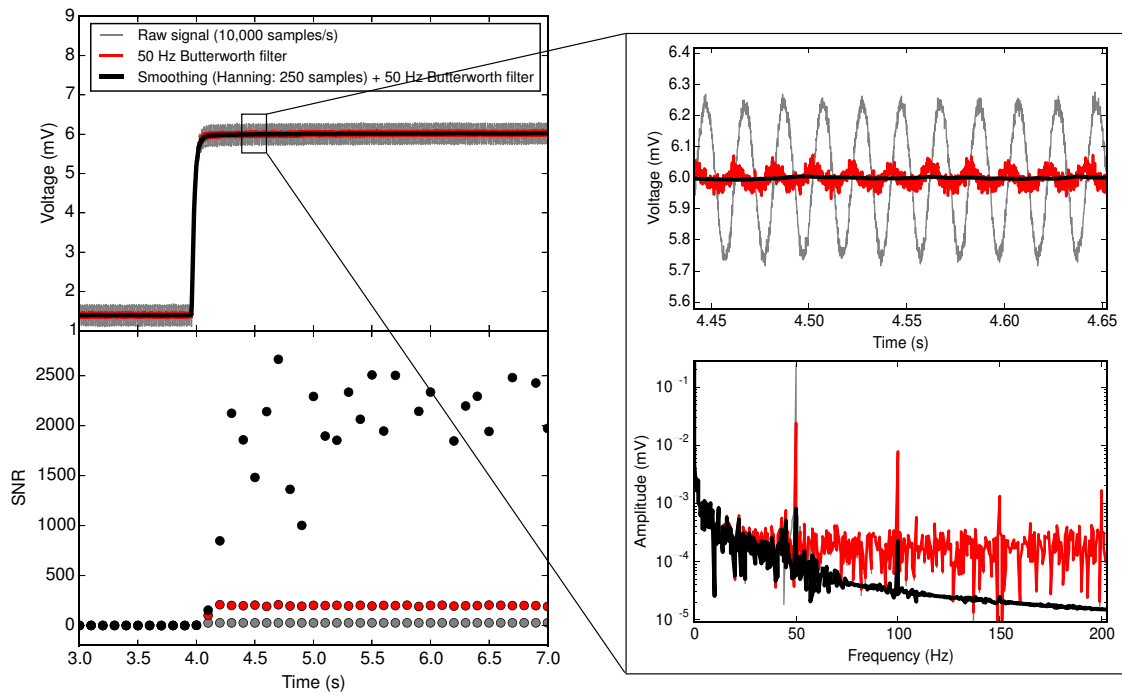 9
8
7
6
5
4
3
2
1
Voltage (mV)
Raw signal (10,000 samples/s)
50 Hz Butterworth filter
Smoothing (Hanning: 250 samples) + 50 Hz Butterworth filter
2500
2000
1500
1000
500
0
SNR
3.0 3.5 4.0 4.5 5.0 5.5 6.0 6.5 7.0
Time (s)
6.4
6.3
6.2
6.1
6.0
5.9
5.8
5.7
5.6
Voltage (mV)
4.45 4.50 4.55 4.60 4.65
Time (s)
10⁻¹
10⁻²
10⁻³
10⁻⁴
10⁻⁵
Amplitude (mV)
0 50 100 150 200
Frequency (Hz)